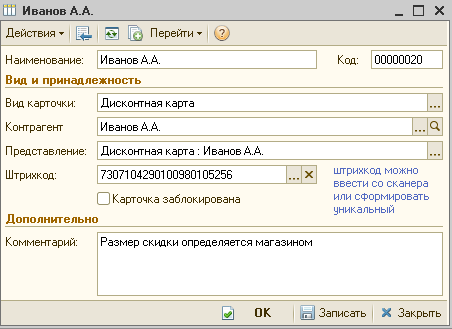 Иванов А.А.
Действия Перейти ?
Наименование: Иванов А.А. Код: 00000020
Вид и принадлежность
Вид карточки: Дисконтная карта ...
Контрагент Иванов А.А. ...
Представление: Дисконтная карта : Иванов А.А. ...
Штрихкод: 7307104290100980105256 ... ×
штрихкод можно
ввести со сканера
или сформировать
уникальный
Карточка заблокирована
Дополнительно
Комментарий: Размер скидки определяется магазином
OK Записать Закрыть